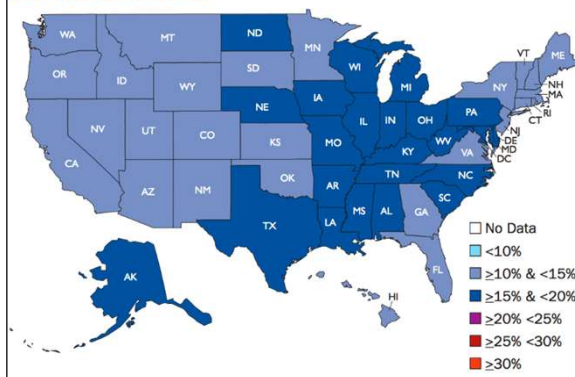 WA
MT
ND
MN
VT
ME
OR
ID
SD
WI
MI
NY
NH
MA
WY
RI
CT
NE
IA
PA
NV
UT
CO
IL
IN
OH
NJ
DE
MD
DC
KS
MO
KY
WV
VA
CA
TN
NC
AZ
NM
OK
AR
SC
MS
AL
GA
TX
LA
FL
AK
HI
No Data
<10%
≥10% & <15%
≥15% & <20%
≥20% <25%
≥25% <30%
≥30%